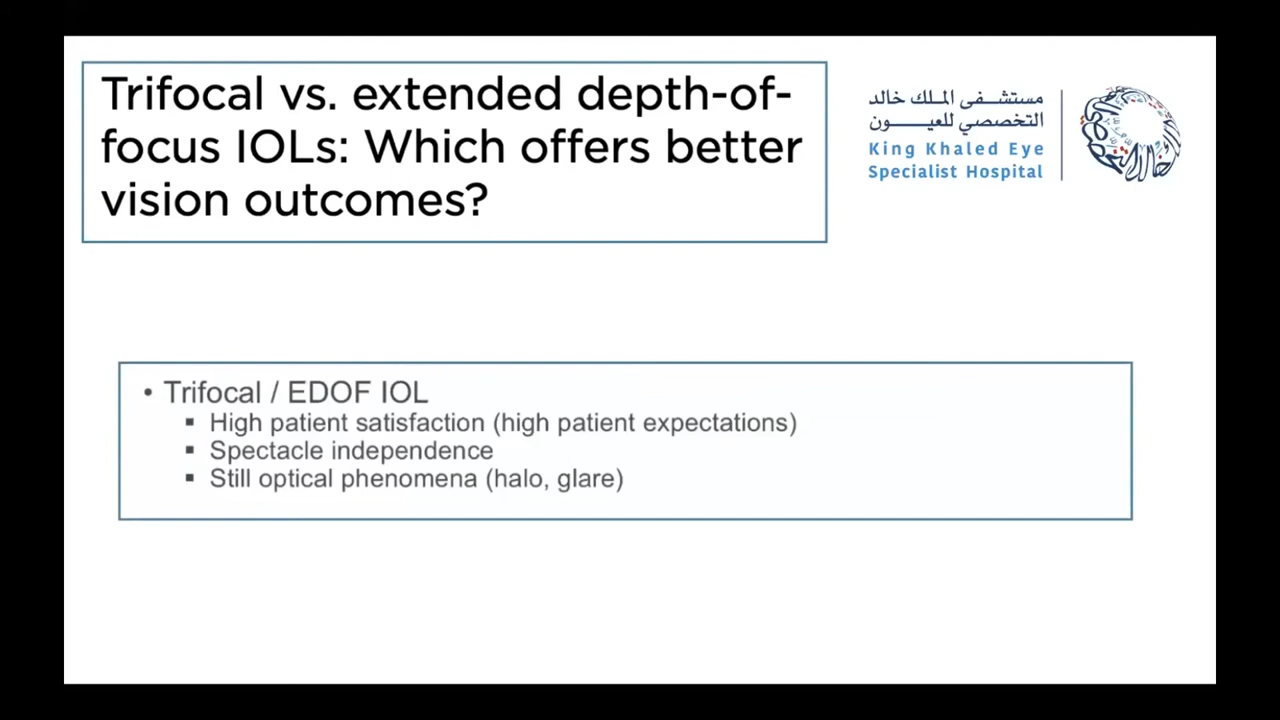 Trifocal vs. extended depth-of-
focus IOLs: Which offers better
vision outcomes?
مستشفى الملك خالد
التخصصي للعيون
King Khaled Eye
Specialist Hospital
• Trifocal / EDOF IOL
▪ High patient satisfaction (high patient expectations)
▪ Spectacle independence
▪ Still optical phenomena (halo, glare)